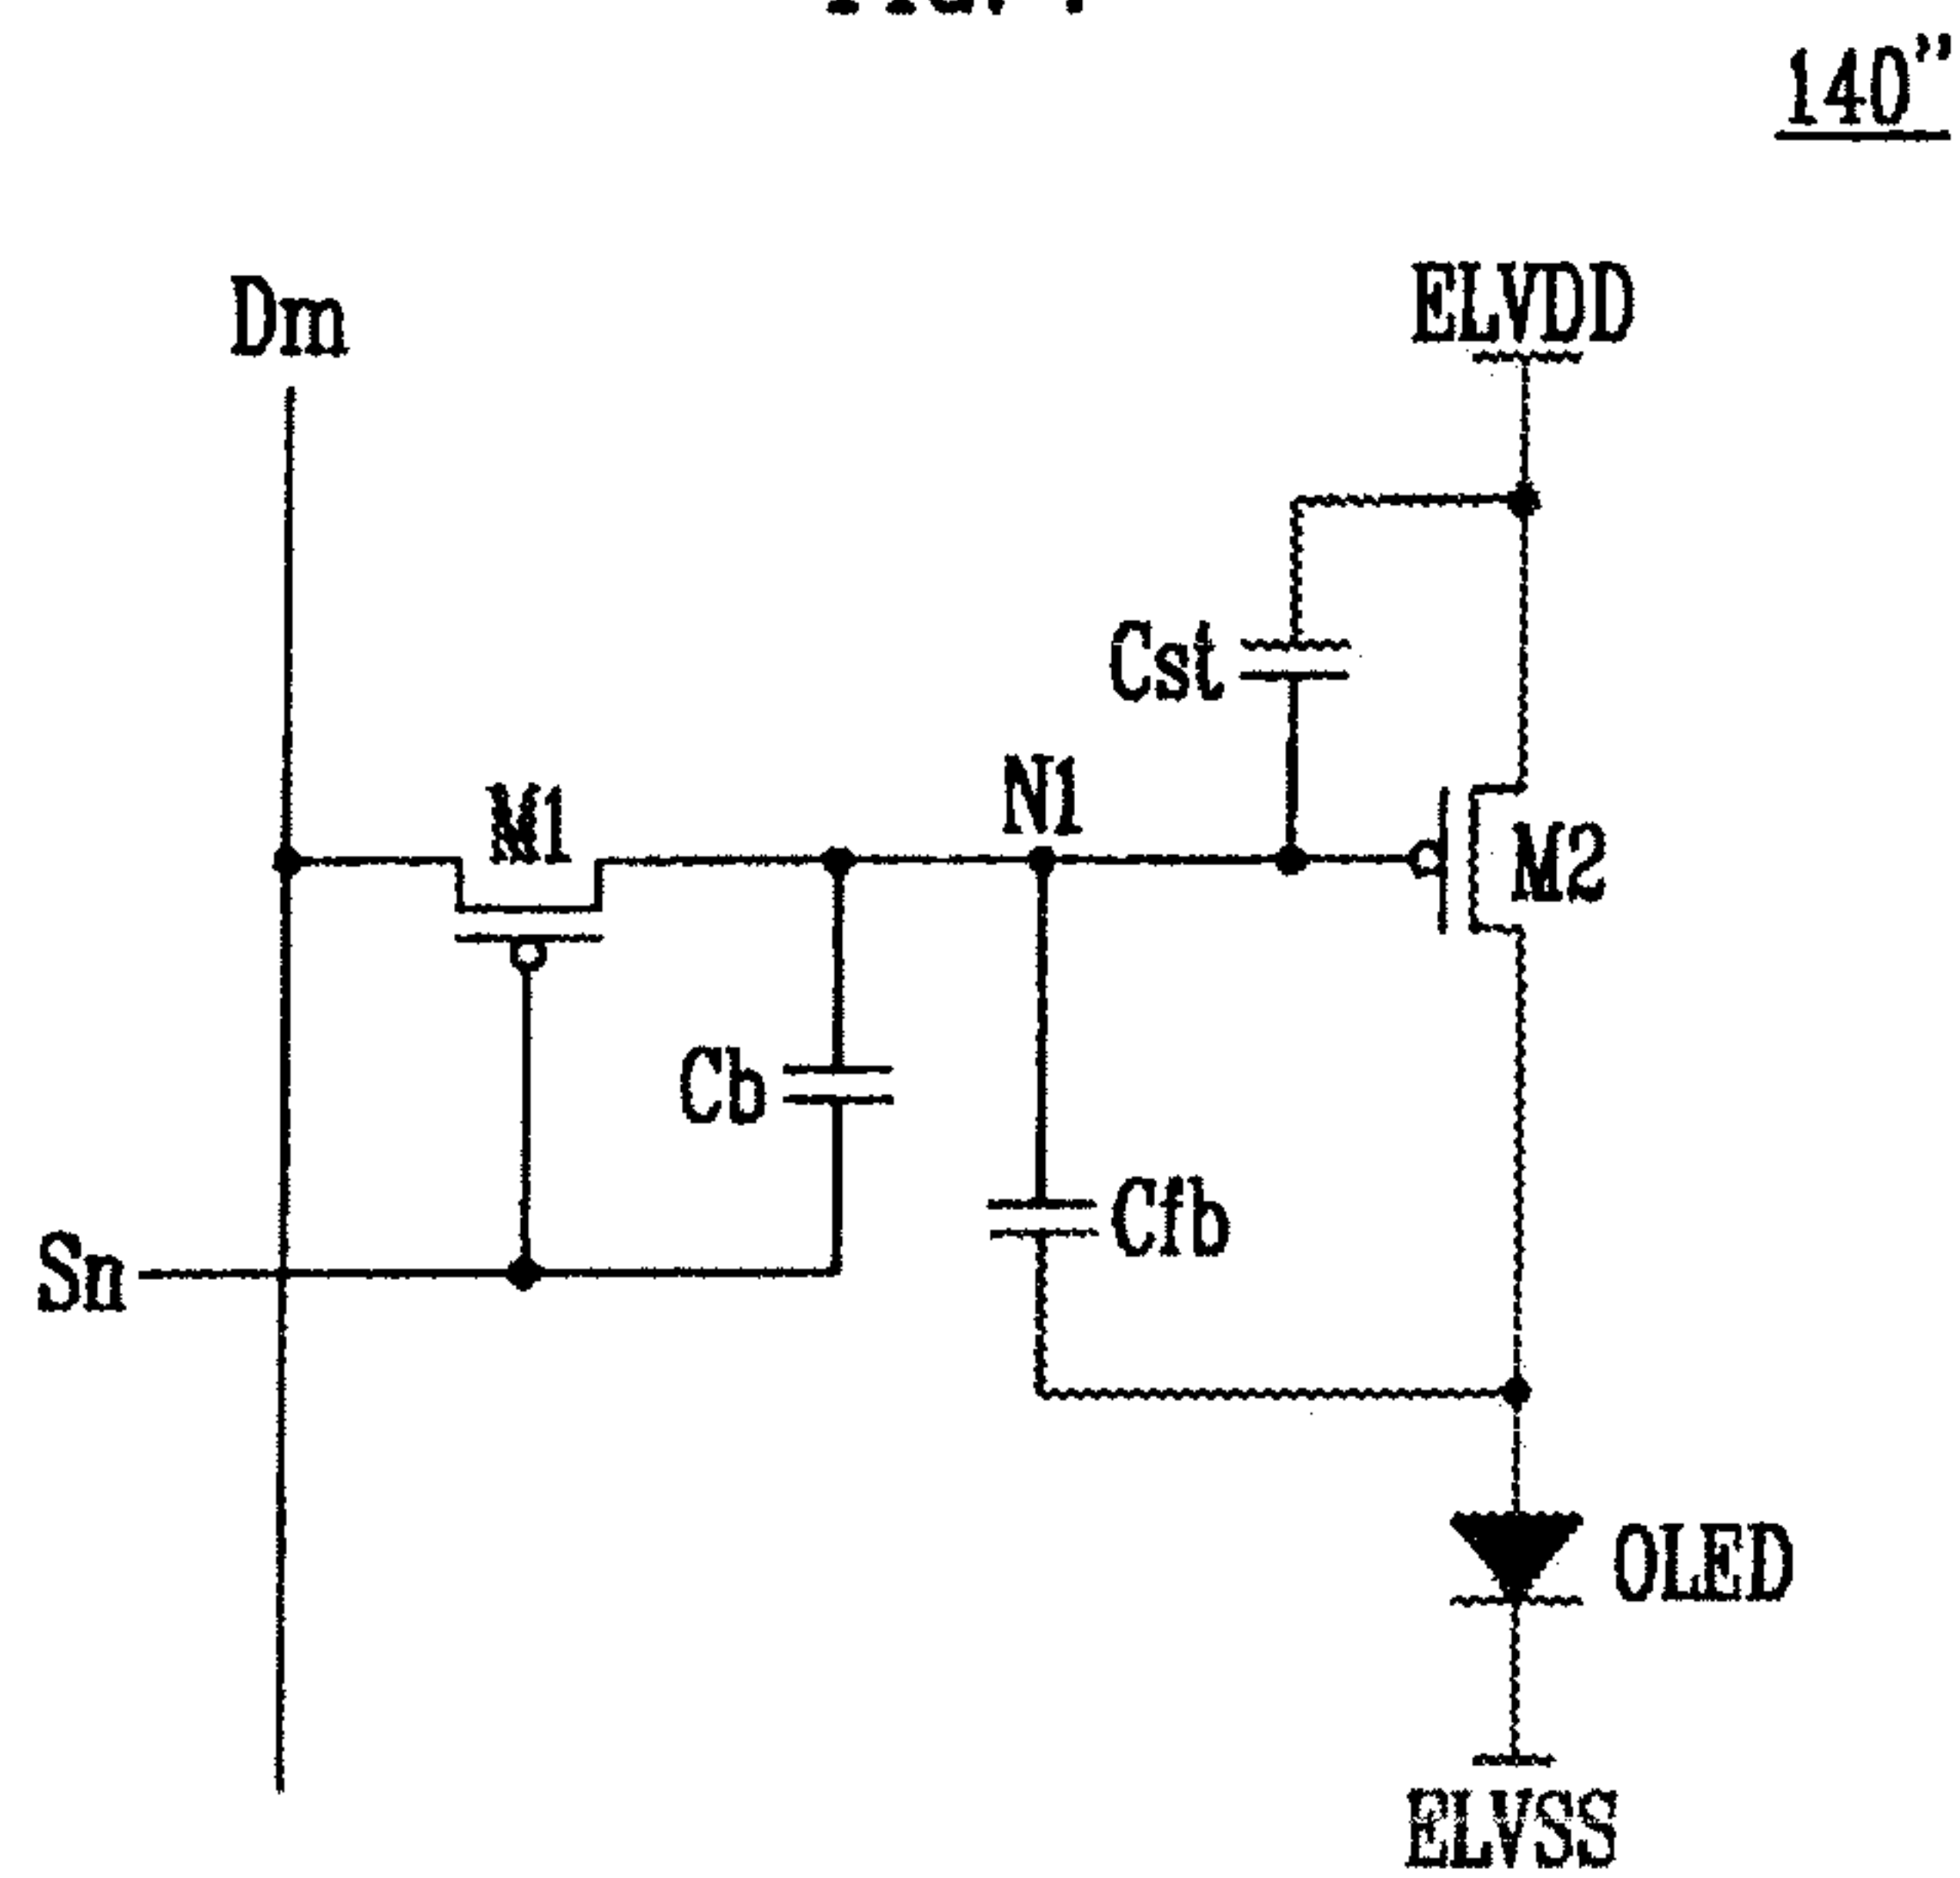 140”
Dm
ELVDD
Cst
M1
N1
M2
Cb
Cfb
Sn
OLED
ELVSS